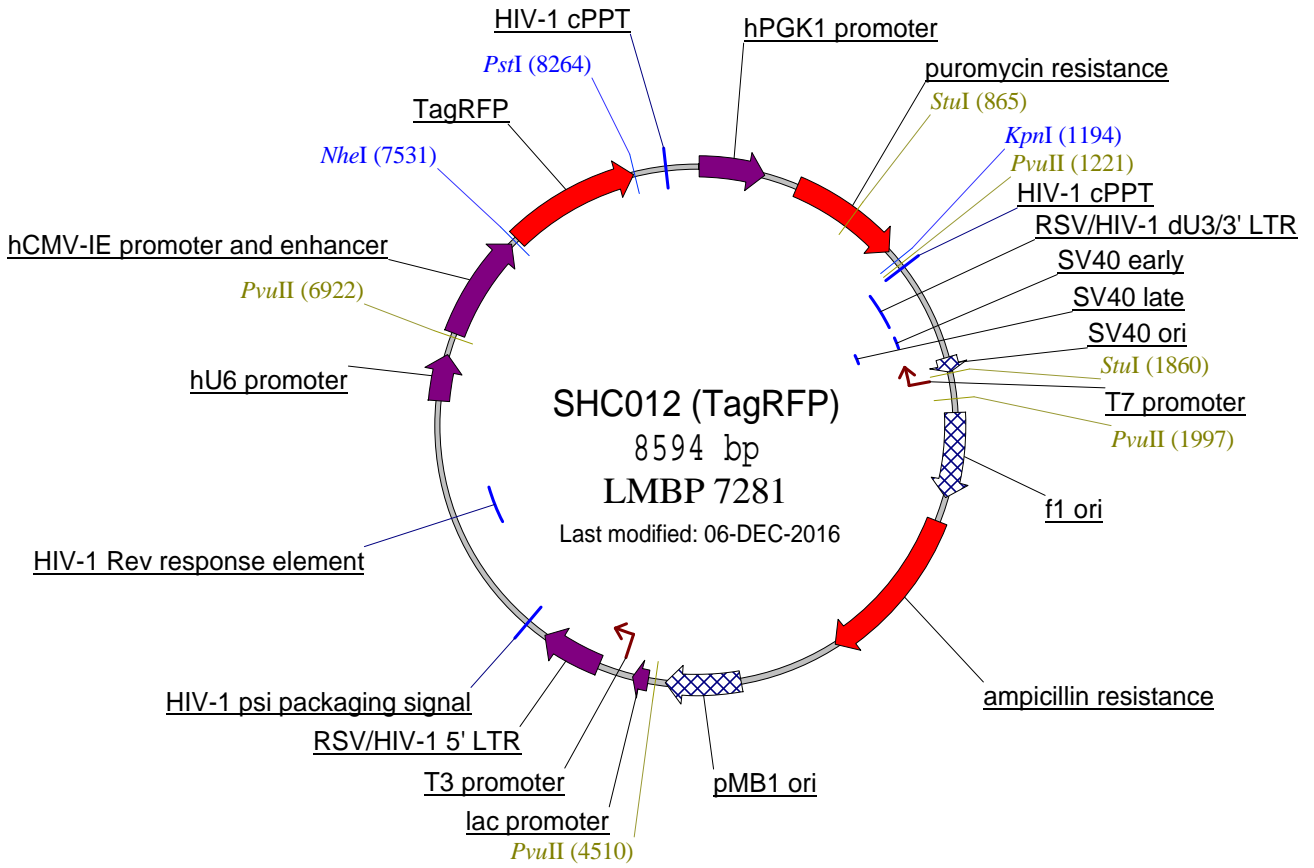 HIV-1 cPPT
hPGK1 promoter
PstI (8264)
puromycin resistance
TagRFP
StuI (865)
NheI (7531)
KpnI (1194)
PvuII (1221)
HIV-1 cPPT
RSV/HIV-1 dU3/3' LTR
hCMV-IE promoter and enhancer
SV40 early
PvuII (6922)
SV40 late
SV40 ori
hU6 promoter
StuI (1860)
T7 promoter
PvuII (1997)
SHC012 (TagRFP)
8594 bp
LMBP 7281
Last modified: 06-DEC-2016
f1 ori
HIV-1 Rev response element
ampicillin resistance
HIV-1 psi packaging signal
RSV/HIV-1 5' LTR
T3 promoter
pMB1 ori
lac promoter
PvuII (4510)